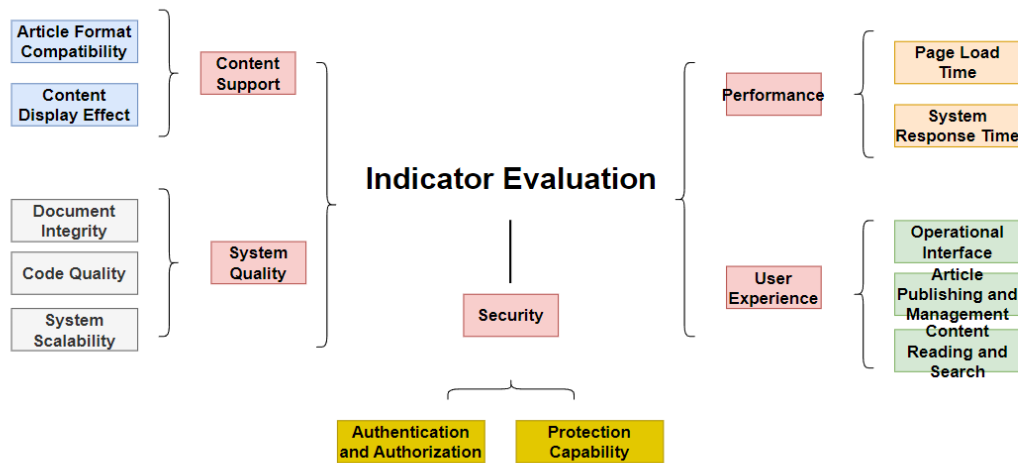 Article Format
Compatibility
Content
Display Effect
Content
Support
Document
Integrity
Code Quality
System
Scalability
System
Quality
Indicator Evaluation
Security
Authentication
and Authorization
Protection
Capability
Performance
Page Load
Time
System
Response Time
User
Experience
Operational
Interface
Article
Publishing and
Management
Content
Reading and
Search